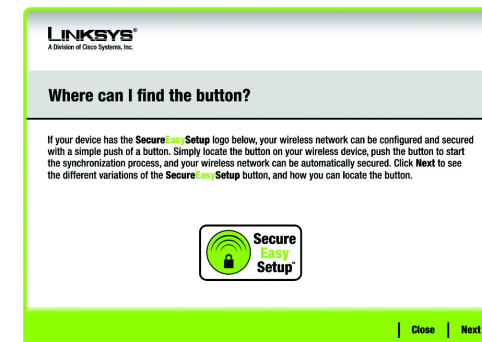 LINKSYS®
A Division of Cisco Systems, Inc.
Where can I find the button?
If your device has the SecureEasySetup logo below, your wireless network can be configured and secured
with a simple push of a button. Simply locate the button on your wireless device, push the button to start
the synchronization process, and your wireless network can be automatically secured. Click Next to see
the different variations of the SecureEasySetup button, and how you can locate the button.
Secure
Easy
Setup™
Close | Next